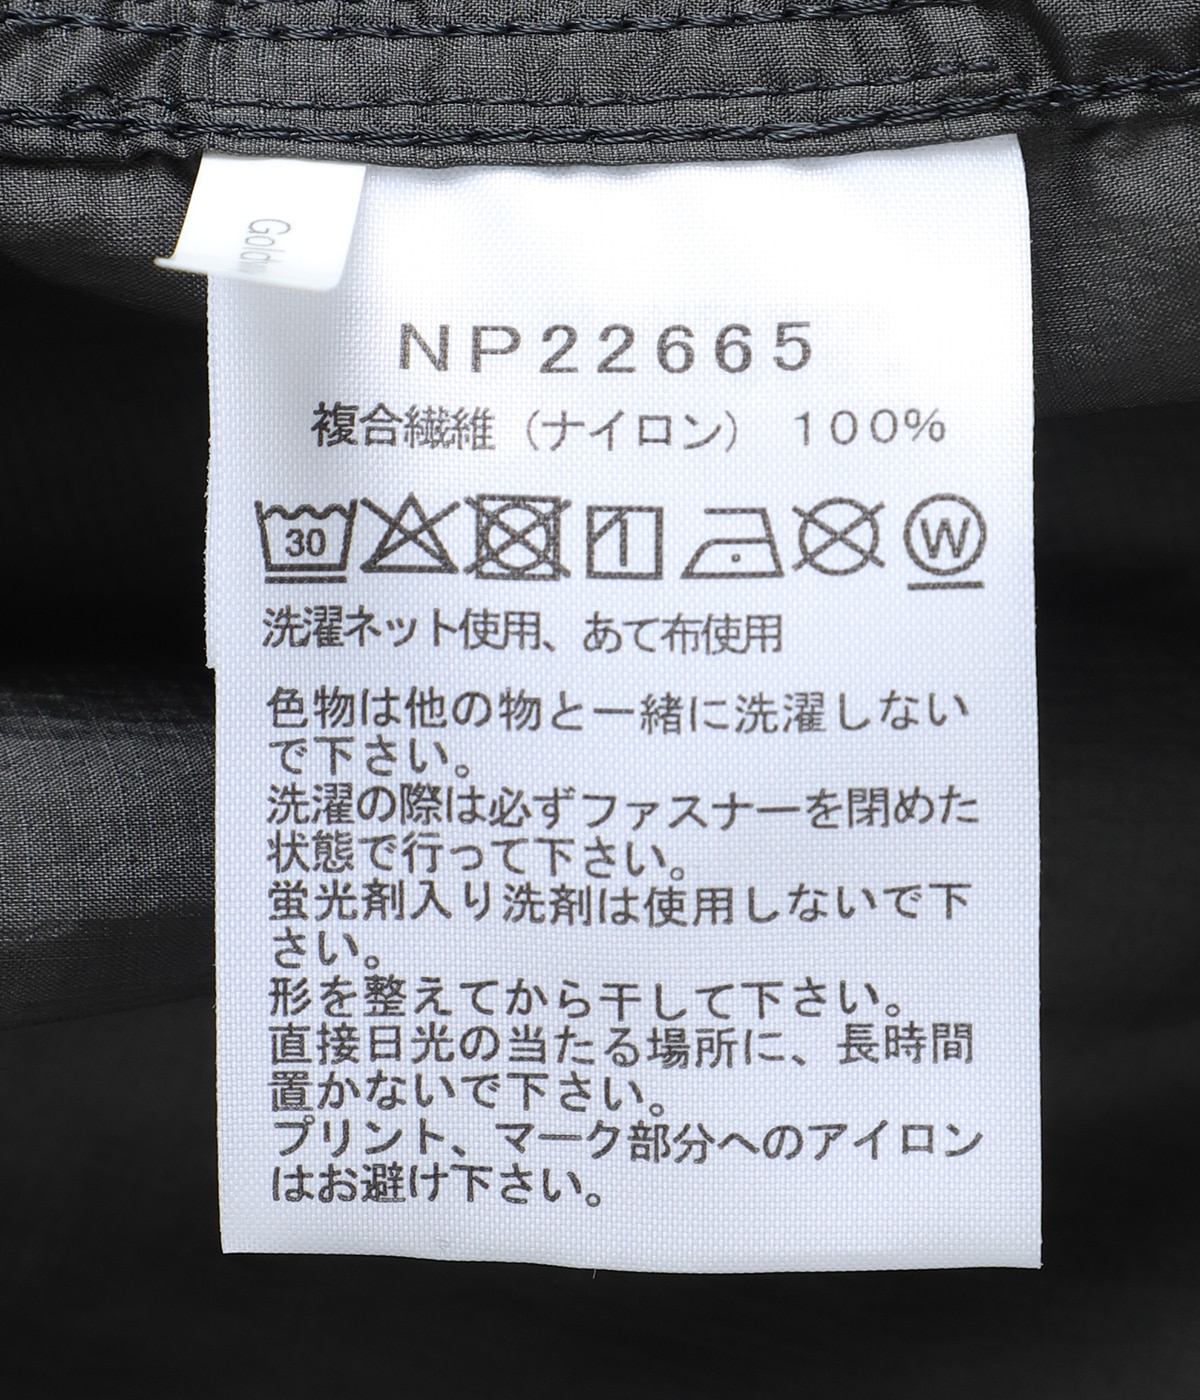 NP22665
複合繊維（ナイロン） 100%
30
W
洗濯ネット使用、あて布使用
色物は他の物と一緒に洗濯しない
で下さい。
洗濯の際は必ずファスナーを閉めた
状態で行って下さい。
蛍光剤入り洗剤は使用しないで下
さい。
形を整えてから干して下さい。
直接日光の当たる場所に、長時間
置かないで下さい。
プリント、マーク部分へのアイロン
はお避け下さい。